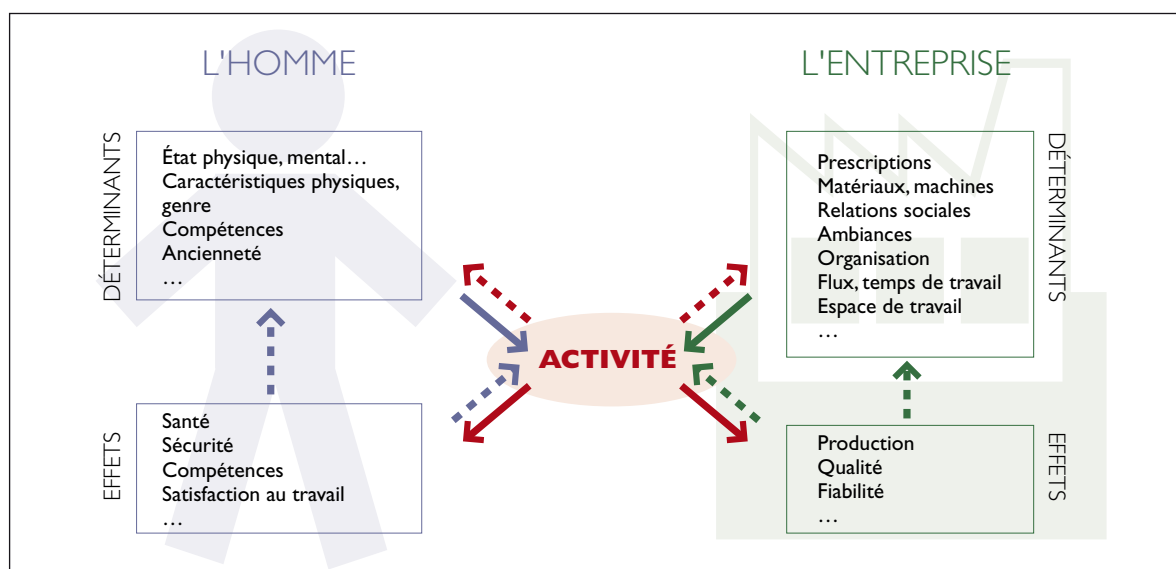 L'HOMME
DÉTERMINANTS
État physique, mental…
Caractéristiques physiques,
genre
Compétences
Ancienneté
…
EFFETS
Santé
Sécurité
Compétences
Satisfaction au travail
…
ACTIVITÉ
L'ENTREPRISE
Prescriptions
Matériaux, machines
Relations sociales
Ambiances
Organisation
Flux, temps de travail
Espace de travail
…
DÉTERMINANTS
Production
Qualité
Fiabilité
…
EFFETS